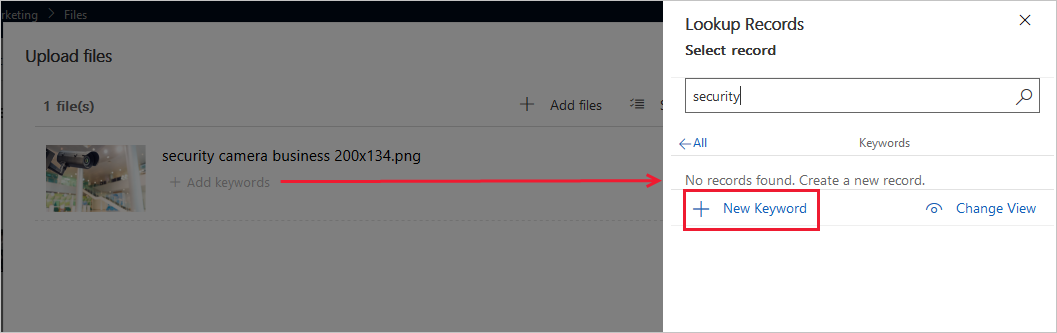 rketing > Files
Upload files
1 file(s)
Add files
S
security camera business 200x134.png
+ Add keywords
Lookup Records
Select record
security
All
Keywords
No records found. Create a new record.
New Keyword
Change View